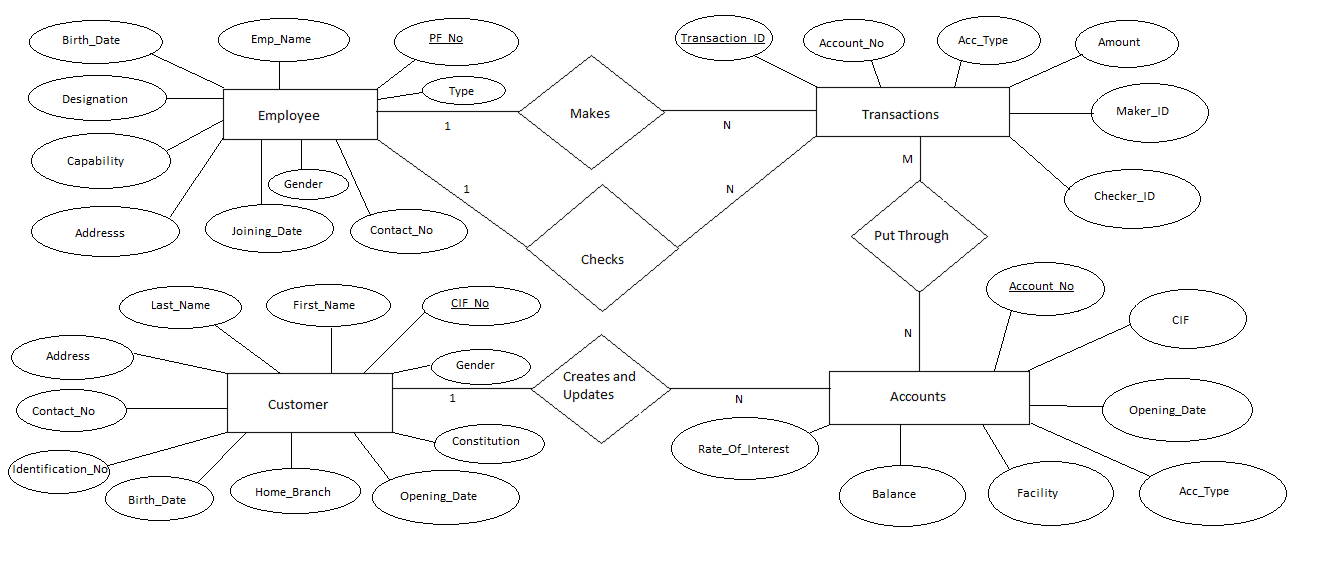 Birth_Date
Emp_Name
PF_No
Transaction_ID
Account_No
Acc_Type
Amount
Designation
Type
Employee
Makes
Transactions
Maker_ID
1
N
Capability
Gender
M
1
N
Checker_ID
Addresss
Joining_Date
Contact_No
Put Through
Checks
Account_No
Last_Name
First_Name
CIF_No
CIF
N
Address
Gender
Creates and
Updates
Accounts
1
N
Contact_No
Customer
Opening_Date
Constitution
Rate_Of_Interest
Identification_No
Birth_Date
Home_Branch
Opening_Date
Balance
Facility
Acc_Type